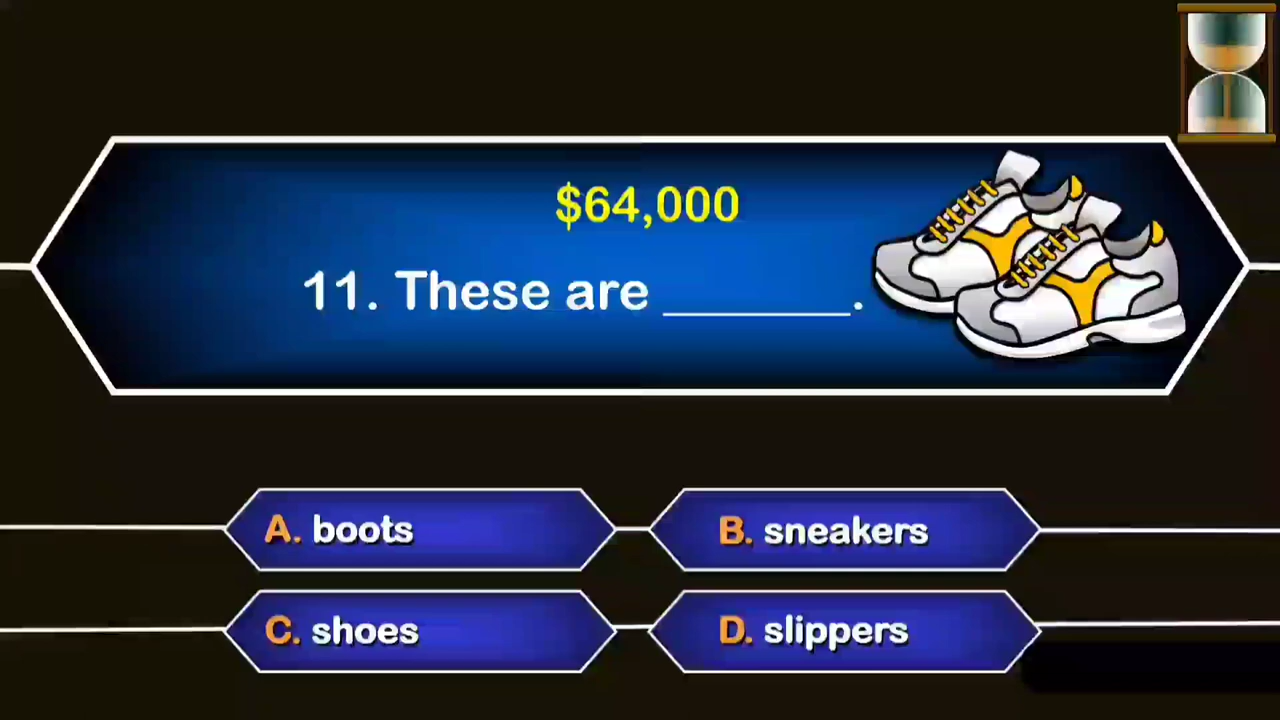 $64,000
11. These are ________.
A. boots
B. sneakers
C. shoes
D. slippers